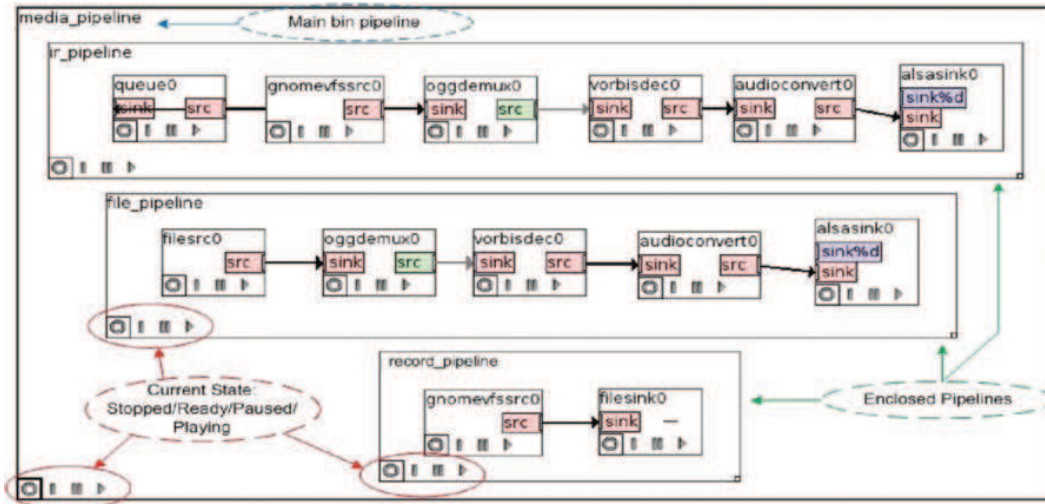 media_pipeline
Main bin pipeline
ir_pipeline
queue0
sink
src
gnomevfssrc0
src
oggdemux0
sink
src
vorbisdec0
sink
src
audioconvert0
sink
src
alsasink0
sink%d
sink
file_pipeline
filesrc0
src
oggdemux0
sink
src
vorbisdec0
sink
src
audioconvert0
sink
src
alsasink0
sink%d
sink
record_pipeline
gnomevfssrc0
src
filesink0
sink
Current State:
Stopped/Ready/Paused/
Playing
Enclosed Pipelines